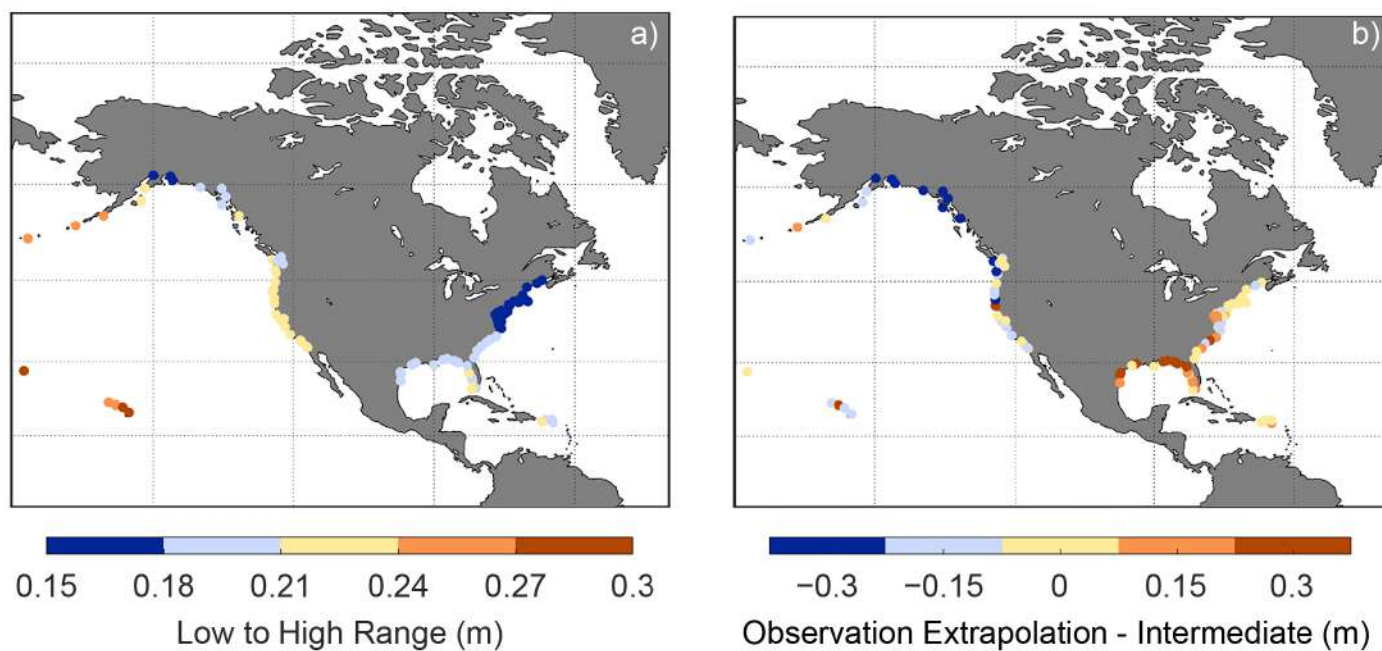 a)
b)
0.15 0.18 0.21 0.24 0.27 0.3
Low to High Range (m)
−0.3 −0.15 0 0.15 0.3
Observation Extrapolation - Intermediate (m)